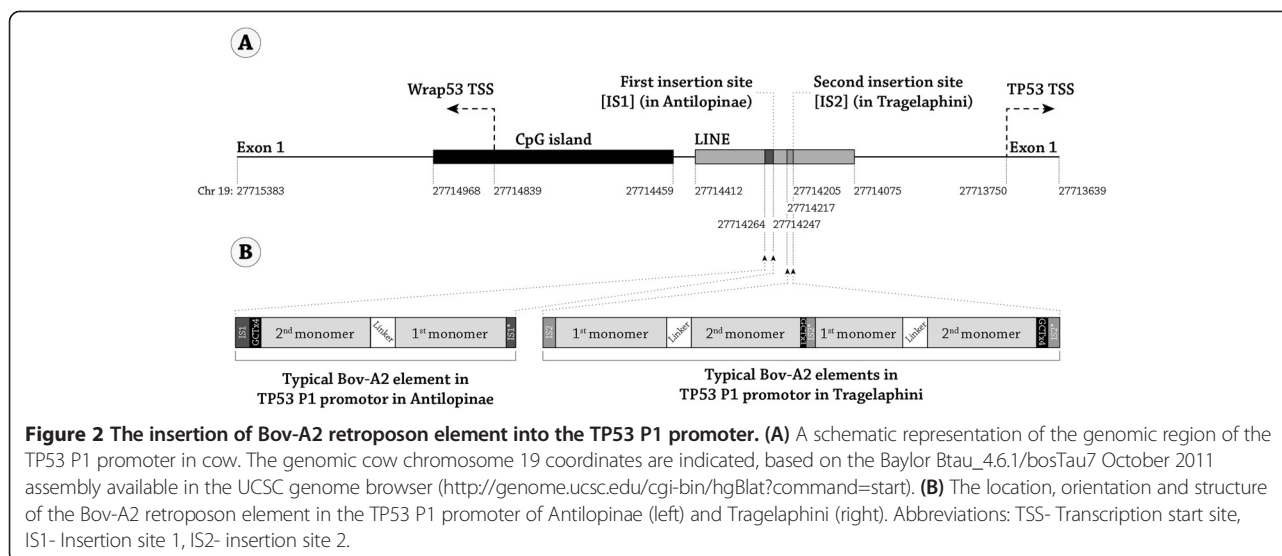 A
First insertion site
[IS1] (in Antilopinae)
Second insertion site
[IS2] (in Tragelaphini)
Wrap53 TSS
TP53 TSS
Exon 1
CpG island
LINE
Exon 1
Chr 19: 27715383
27714968
27714839
27714459
27714412
27714205
27714075
27713750
27713639
27714217
27714264
27714247
B
IS1
GCTx4
2nd monomer
Linker
1st monomer
IS1*
IS2
1st monomer
Linker
2nd monomer
GCTx1
IS2*
1st monomer
Linker
2nd monomer
GCTx4
IS2*
Typical Bov-A2 element in
TP53 P1 promotor in Antilopinae
Typical Bov-A2 elements in
TP53 P1 promotor in Tragelaphini
Figure 2 The insertion of Bov-A2 retroposon element into the TP53 P1 promoter. (A) A schematic representation of the genomic region of the
TP53 P1 promoter in cow. The genomic cow chromosome 19 coordinates are indicated, based on the Baylor Btau_4.6.1/bosTau7 October 2011
assembly available in the UCSC genome browser (http://genome.ucsc.edu/cgi-bin/hgBlat?command=start). (B) The location, orientation and structure
of the Bov-A2 retroposon element in the TP53 P1 promoter of Antilopinae (left) and Tragelaphini (right). Abbreviations: TSS- Transcription start site,
IS1- Insertion site 1, IS2- insertion site 2.